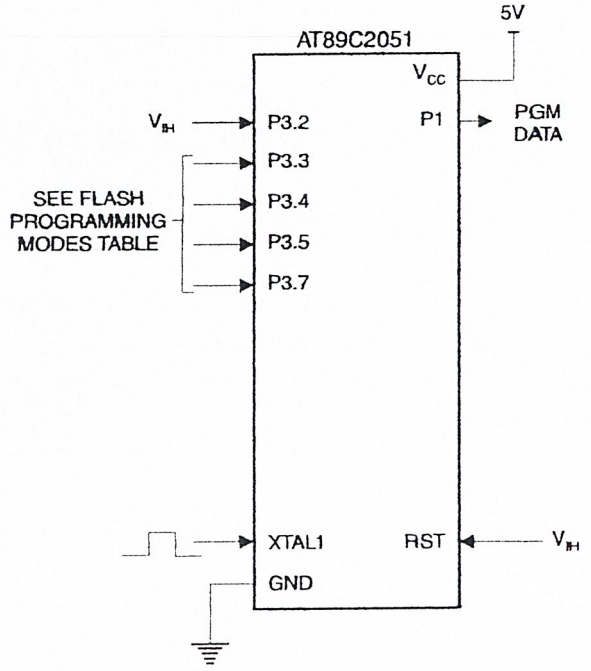 5V
AT89C2051
VCC
VIH
P3.2
P1
PGM
DATA
P3.3
SEE FLASH
PROGRAMMING
MODES TABLE
P3.4
P3.5
P3.7
XTAL1
RST
VIH
GND